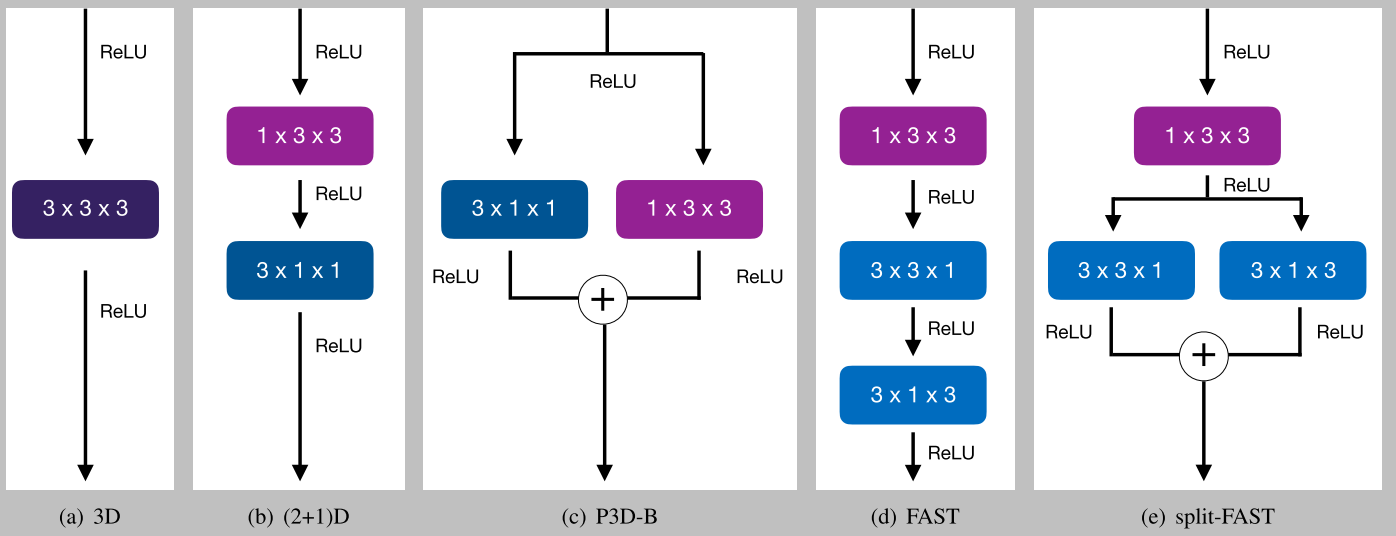 ReLU
3 x 3 x 3
ReLU
(a) 3D
ReLU
1 x 3 x 3
ReLU
3 x 1 x 1
ReLU
(b) (2+1)D
ReLU
3 x 1 x 1
1 x 3 x 3
ReLU
ReLU
+
(c) P3D-B
ReLU
1 x 3 x 3
ReLU
3 x 3 x 1
ReLU
3 x 1 x 3
ReLU
(d) FAST
ReLU
1 x 3 x 3
ReLU
3 x 3 x 1
3 x 1 x 3
ReLU
ReLU
+
(e) split-FAST